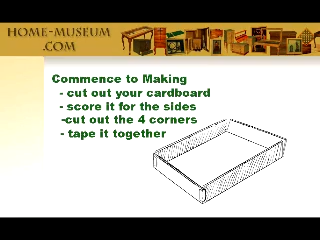 HOME-MUSEUM
.COM
Commence to Making
- cut out your cardboard
- score it for the sides
-cut out the 4 corners
- tape it together